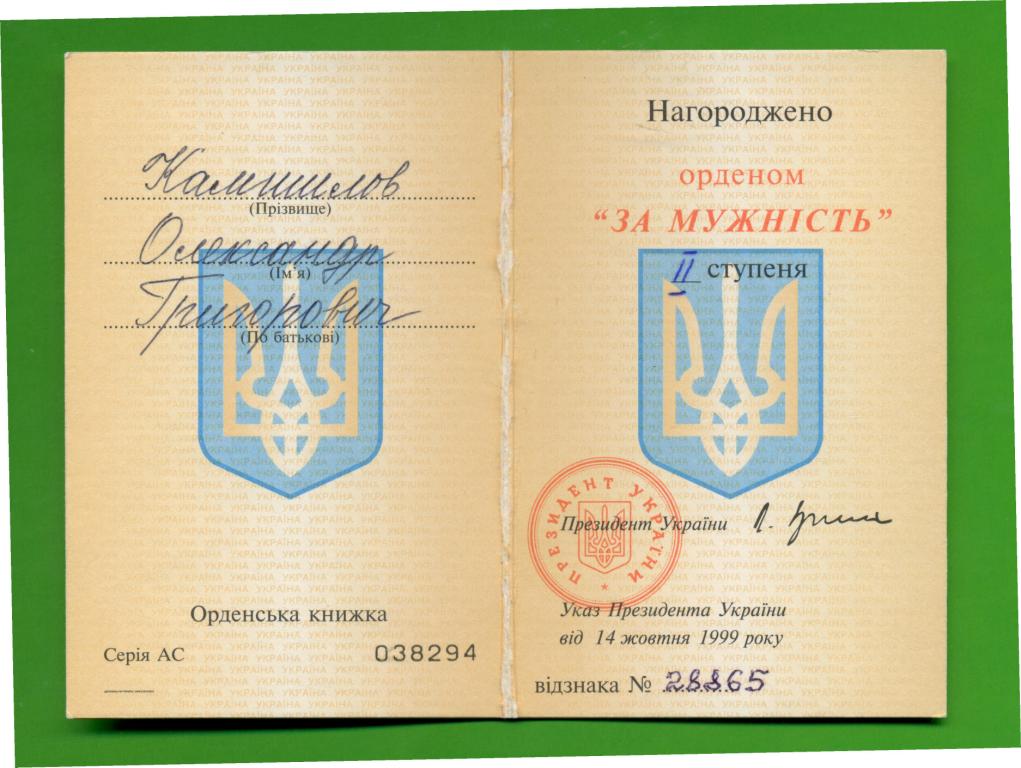 Камишлов
(Прізвище)
Олександр
(Ім'я)
Григорович
(По батькові)
Орденська книжка
Серія АС 038294
Нагороджено
орденом
“ЗА МУЖНІСТЬ”
II ступеня
ПРЕЗИДЕНТ УКРАЇНИ
Президент України
Указ Президента України
від 14 жовтня 1999 року
відзнака № 28865